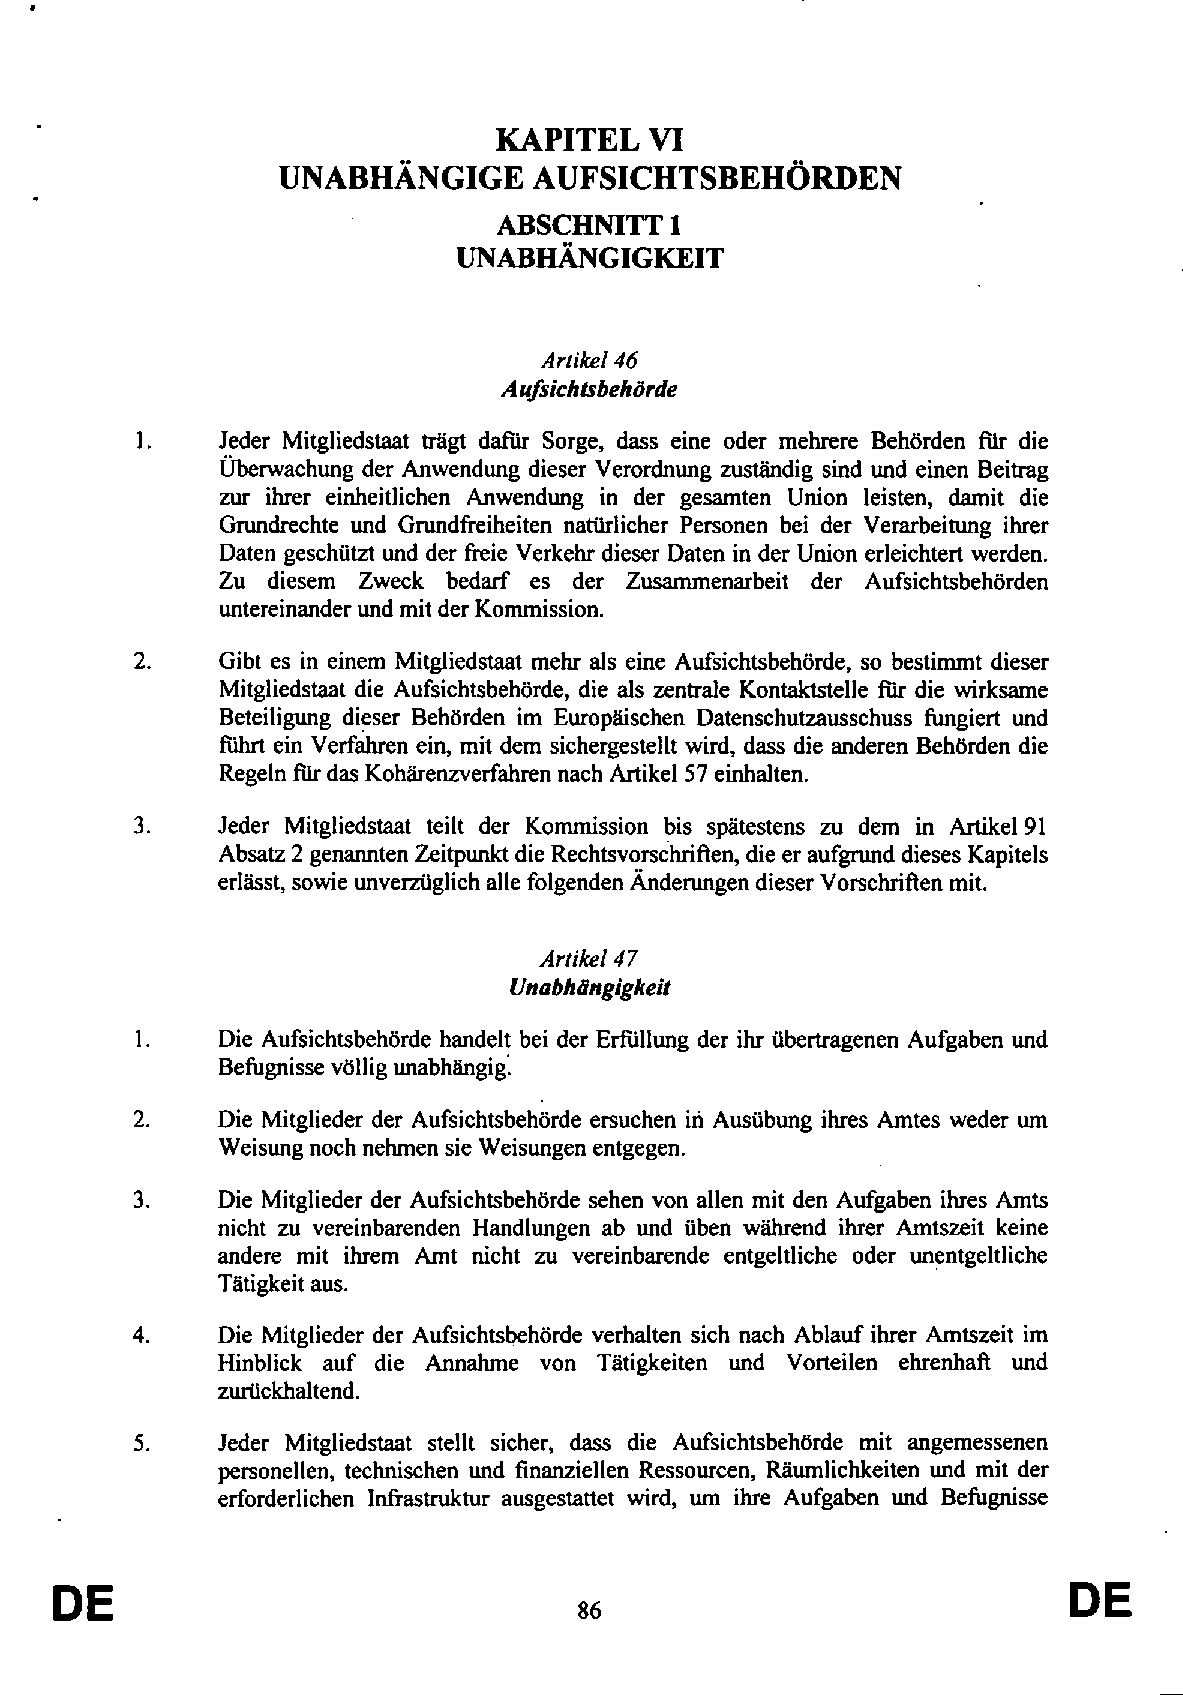 KAPITEL VI
UNABHÄNGIGE AUFSICHTSBEHÖRDEN
ABSCHNITT 1
UNABHÄNGIGKEIT
Artikel 46
Aufsichtsbehörde
1. Jeder Mitgliedstaat trägt dafür Sorge, dass eine oder mehrere Behörden für die
Überwachung der Anwendung dieser Verordnung zuständig sind und einen Beitrag
zur ihrer einheitlichen Anwendung in der gesamten Union leisten, damit die
Grundrechte und Grundfreiheiten natürlicher Personen bei der Verarbeitung ihrer
Daten geschützt und der freie Verkehr dieser Daten in der Union erleichtert werden.
Zu diesem Zweck bedarf es der Zusammenarbeit der Aufsichtsbehörden
untereinander und mit der Kommission.
2. Gibt es in einem Mitgliedstaat mehr als eine Aufsichtsbehörde, so bestimmt dieser
Mitgliedstaat die Aufsichtsbehörde, die als zentrale Kontaktstelle für die wirksame
Beteiligung dieser Behörden im Europäischen Datenschutzausschuss fungiert und
führt ein Verfahren ein, mit dem sichergestellt wird, dass die anderen Behörden die
Regeln für das Kohärenzverfahren nach Artikel 57 einhalten.
3. Jeder Mitgliedstaat teilt der Kommission bis spätestens zu dem in Artikel 91
Absatz 2 genannten Zeitpunkt die Rechtsvorschriften, die er aufgrund dieses Kapitels
erlässt, sowie unverzüglich alle folgenden Änderungen dieser Vorschriften mit.
Artikel 47
Unabhängigkeit
1. Die Aufsichtsbehörde handelt bei der Erfüllung der ihr übertragenen Aufgaben und
Befugnisse völlig unabhängig.
2. Die Mitglieder der Aufsichtsbehörde ersuchen in Ausübung ihres Amtes weder um
Weisung noch nehmen sie Weisungen entgegen.
3. Die Mitglieder der Aufsichtsbehörde sehen von allen mit den Aufgaben ihres Amts
nicht zu vereinbarenden Handlungen ab und üben während ihrer Amtszeit keine
andere mit ihrem Amt nicht zu vereinbarende entgeltliche oder unentgeltliche
Tätigkeit aus.
4. Die Mitglieder der Aufsichtsbehörde verhalten sich nach Ablauf ihrer Amtszeit im
Hinblick auf die Annahme von Tätigkeiten und Vorteilen ehrenhaft und
zurückhaltend.
5. Jeder Mitgliedstaat stellt sicher, dass die Aufsichtsbehörde mit angemessenen
personellen, technischen und finanziellen Ressourcen, Räumlichkeiten und mit der
erforderlichen Infrastruktur ausgestattet wird, um ihre Aufgaben und Befugnisse
DE 86 DE